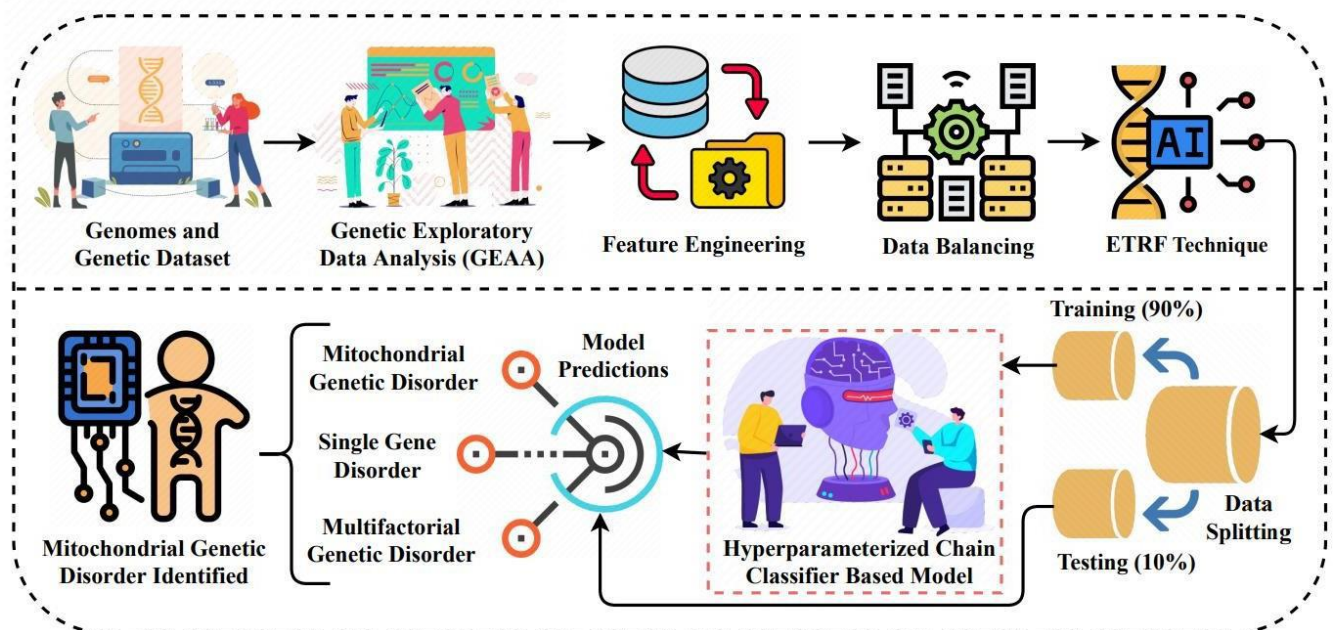 Genomes and
Genetic Dataset
Genetic Exploratory
Data Analysis (GEAA)
Feature Engineering
Data Balancing
AI
ETRF Technique
Training (90%)
Data
Splitting
Testing (10%)
Hyperparameterized Chain
Classifier Based Model
Model
Predictions
Mitochondrial
Genetic Disorder
Single Gene
Disorder
Multifactorial
Genetic Disorder
Mitochondrial Genetic
Disorder Identified